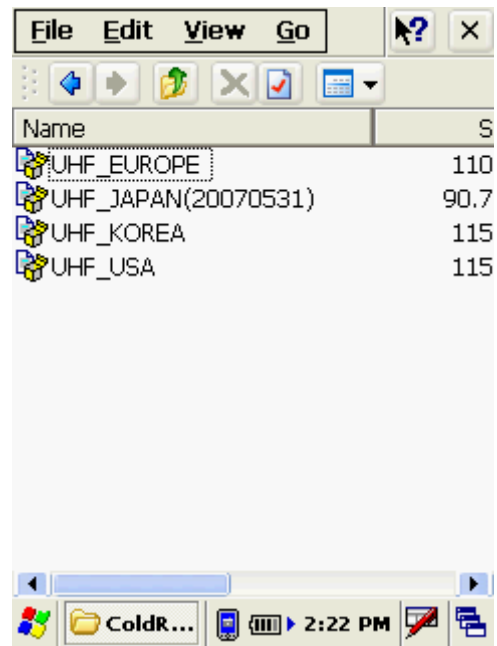 File Edit View Go ? ×
Name S
UHF_EUROPE 110
UHF_JAPAN(20070531) 90.7
UHF_KOREA 115
UHF_USA 115
ColdR... 2:22 PM